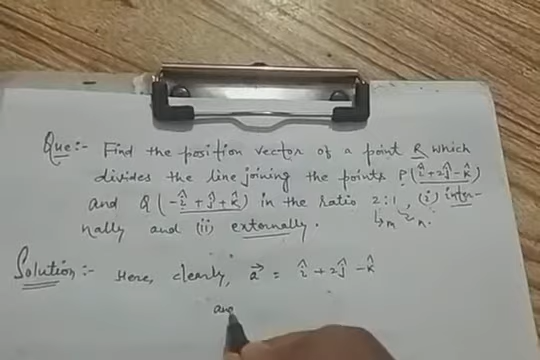 Que:- Find the position vector of a point R which
divides the line joining the points P(î+2ĵ-k̂)
and Q (-î+ĵ+k̂) in the ratio 2:1, (i) inter-
nally and (ii) externally.
m n.
Solution:- Here, clearly, a⃗ = î+2ĵ-k̂
and